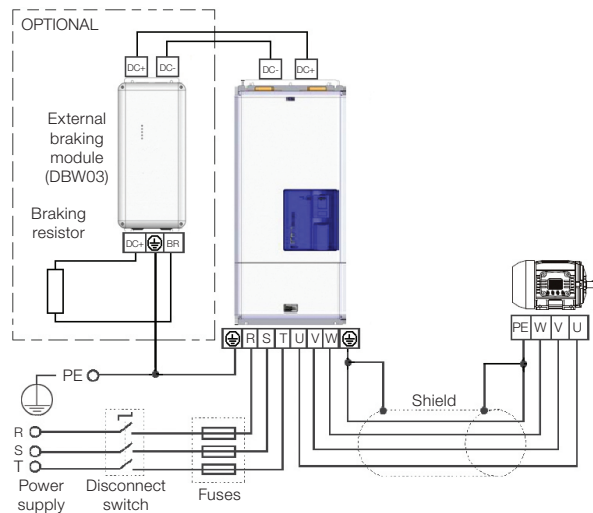 OPTIONAL
DC+ DC-
DC- DC+
External
braking
module
(DBW03)
Braking
resistor
DC+ BR
R S T U V W
PE W V U
PE
Shield
R
S
T
Power
supply
Disconnect
switch
Fuses